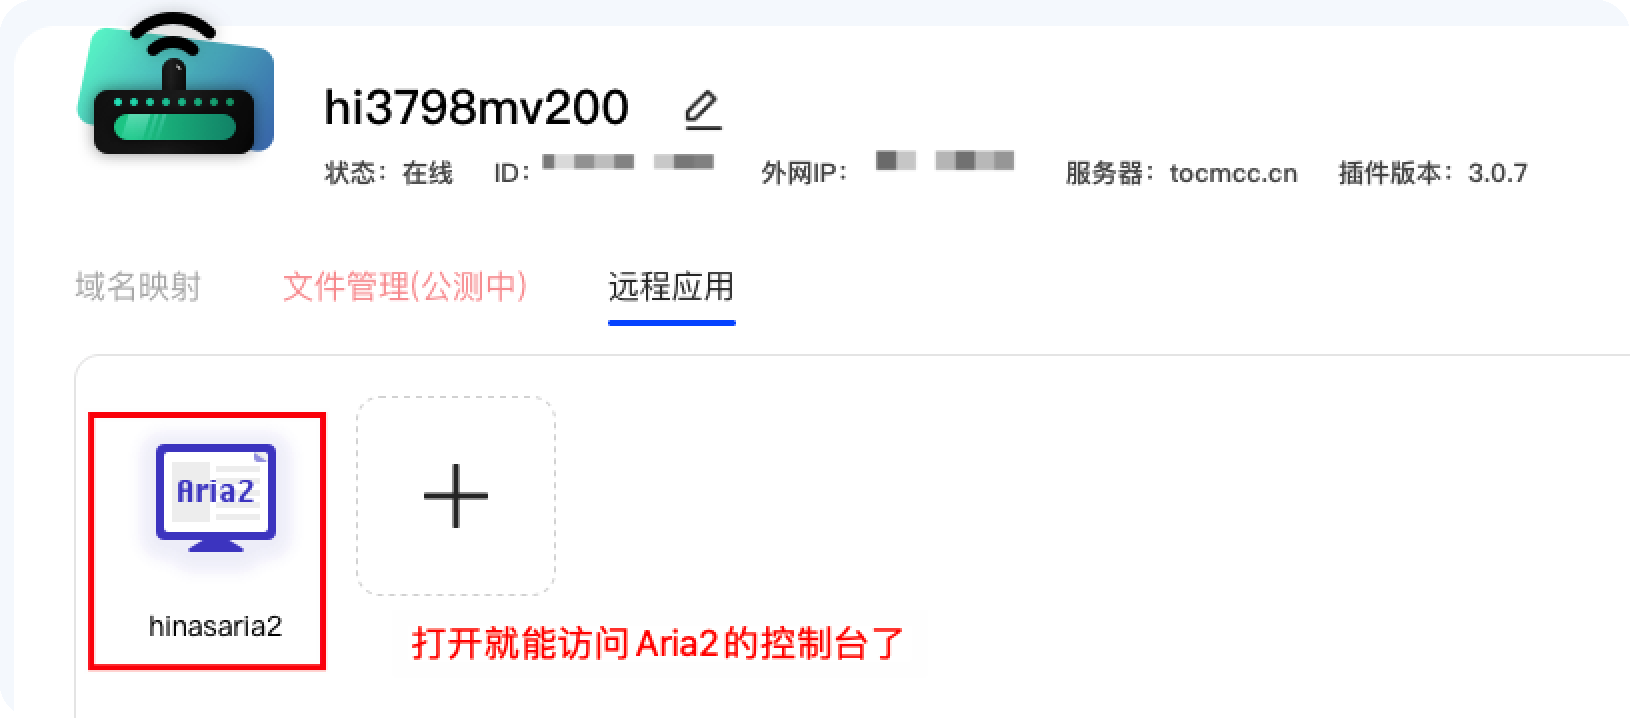 hi3798mv200
状态：在线 ID： 外网IP： 服务器：tocmcc.cn 插件版本：3.0.7
域名映射 文件管理(公测中) 远程应用
Aria2
hinasaria2
打开就能访问Aria2的控制台了